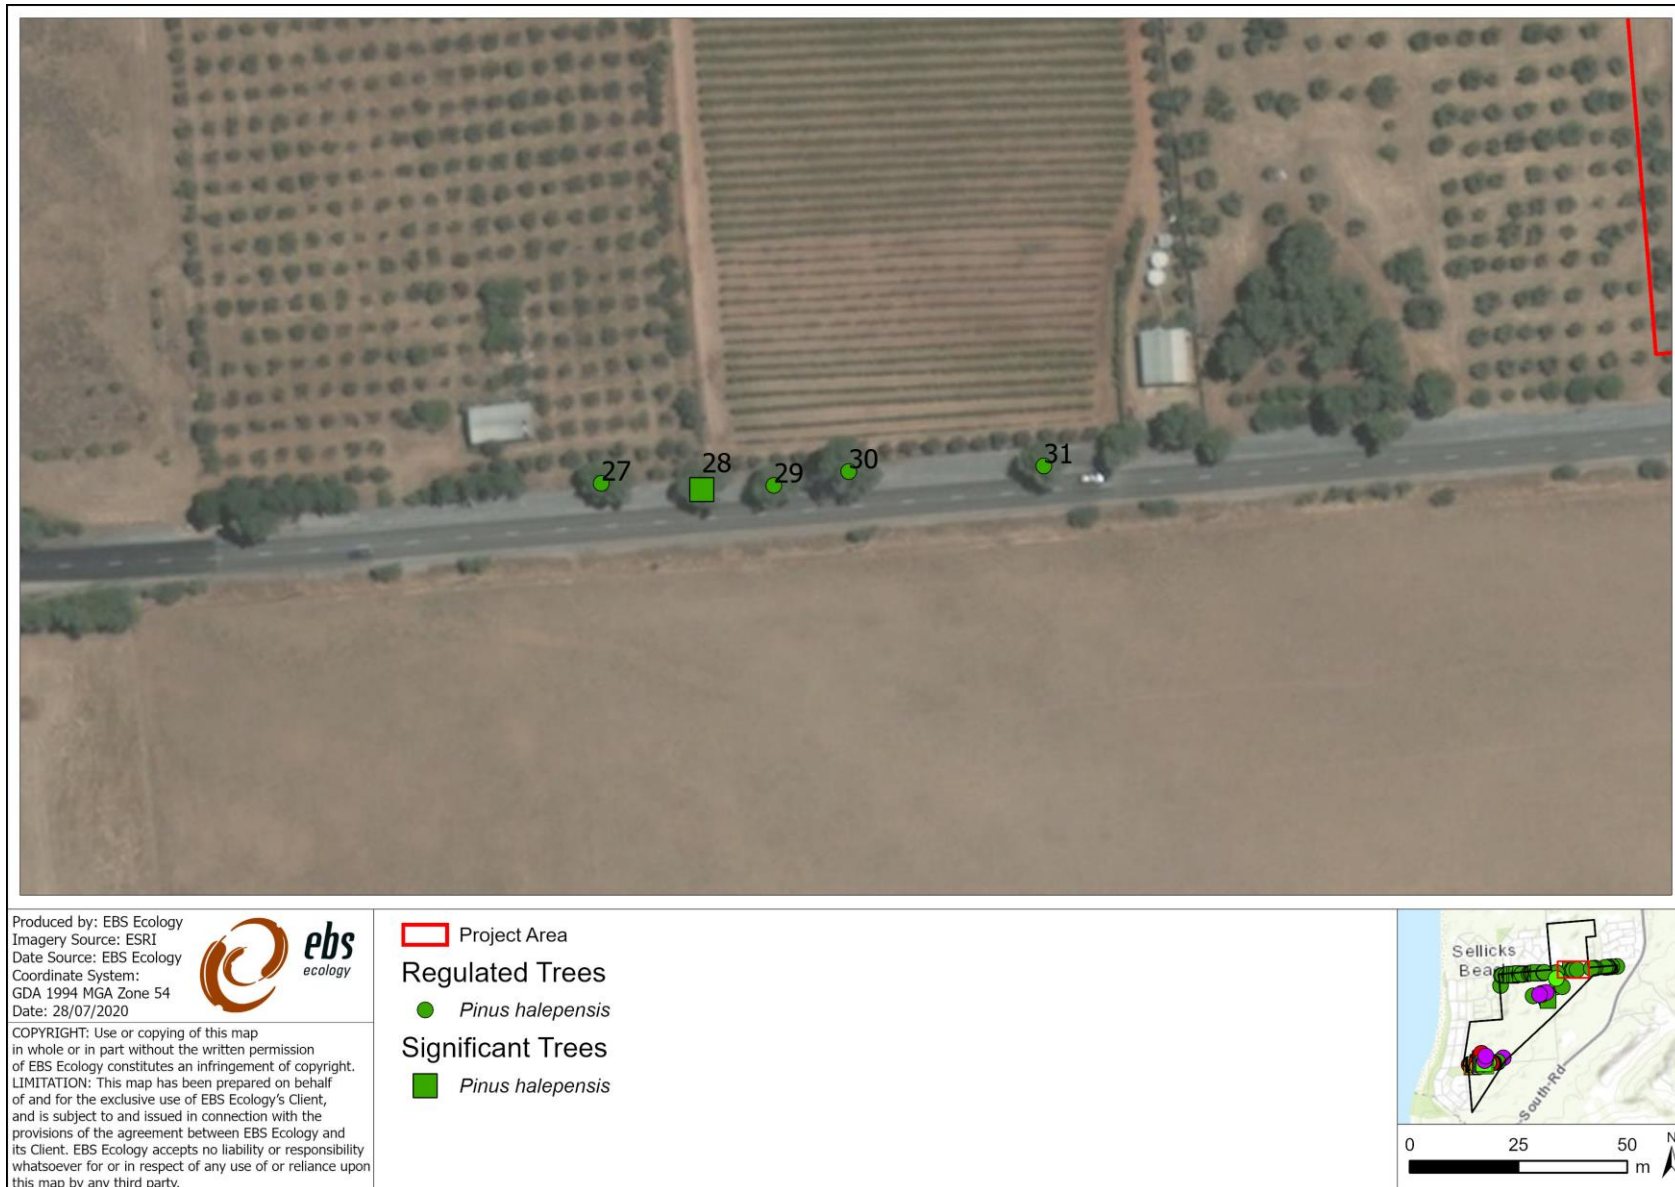 27
28
29
30
31
Produced by: EBS Ecology
Imagery Source: ESRI
Date Source: EBS Ecology
Coordinate System:
GDA 1994 MGA Zone 54
Date: 28/07/2020
ebs
ecology
COPYRIGHT: Use or copying of this map
in whole or in part without the written permission
of EBS Ecology constitutes an infringement of copyright.
LIMITATION: This map has been prepared on behalf
of and for the exclusive use of EBS Ecology's Client,
and is subject to and issued in connection with the
provisions of the agreement between EBS Ecology and
its Client. EBS Ecology accepts no liability or responsibility
whatsoever for or in respect of any use of or reliance upon
this map by any third party.
Project Area
Regulated Trees
Pinus halepensis
Significant Trees
Pinus halepensis
Sellicks
Beach
South-Rd
0 25 50
m
N